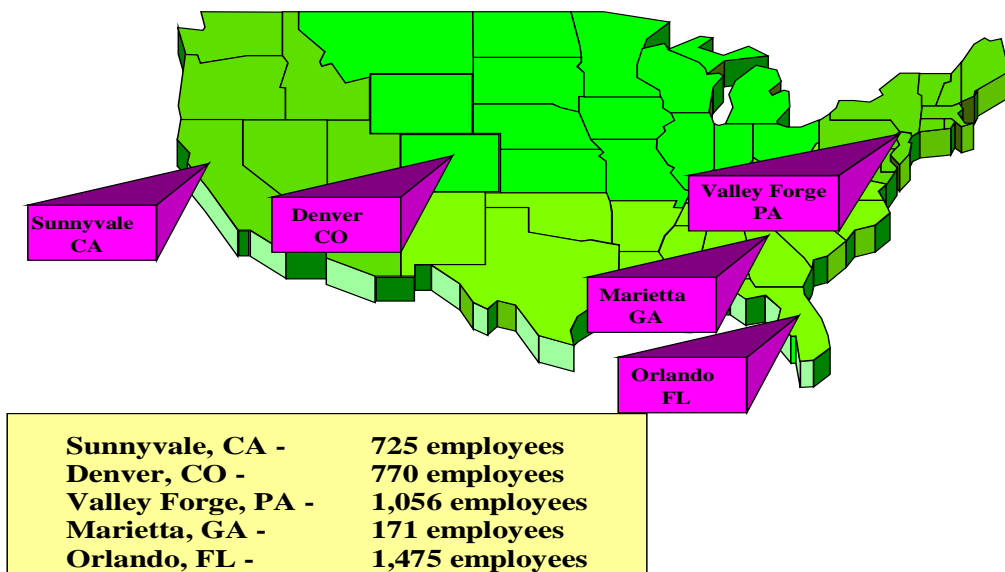 Sunnyvale
CA
Denver
CO
Valley Forge
PA
Marietta
GA
Orlando
FL
Sunnyvale, CA - 725 employees
Denver, CO - 770 employees
Valley Forge, PA - 1,056 employees
Marietta, GA - 171 employees
Orlando, FL - 1,475 employees